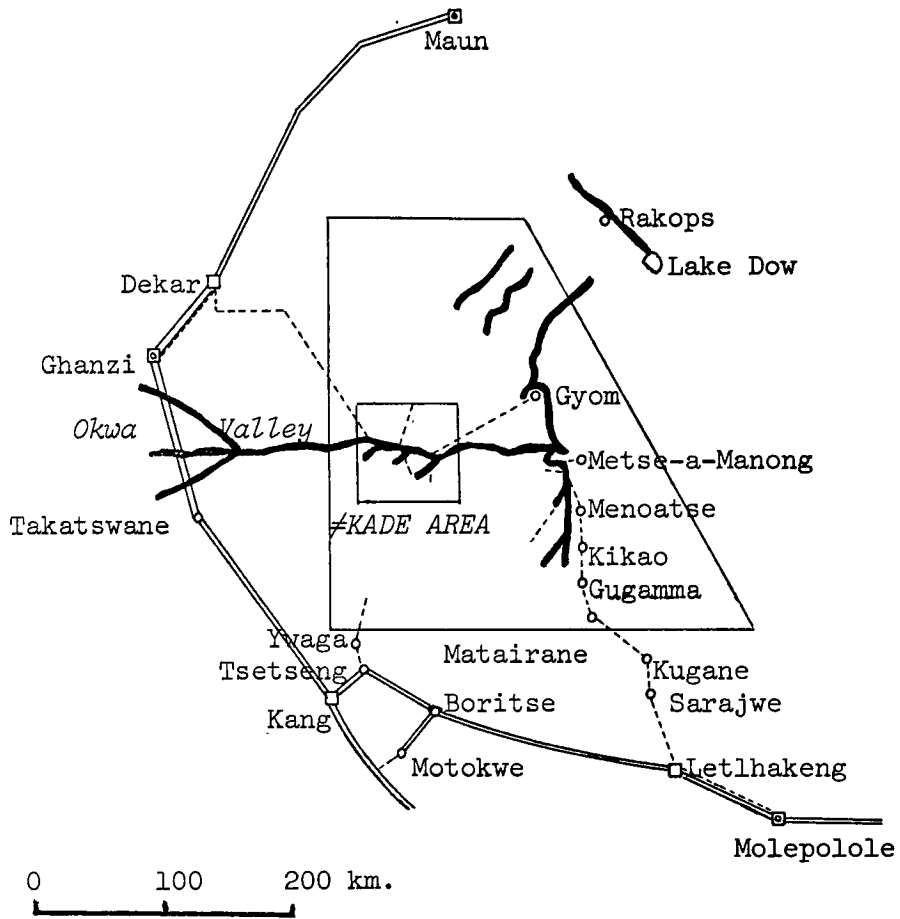 Maun
Rakops
Lake Dow
Dekar
Ghanzi
Gyom
Okwa Valley
Metse-a-Manong
Menoatse
Takatswane
≠KADE AREA
Kikao
Gugamma
Ywaga
Matairane
Tsetseng
Kugane
Boritse
Sarajwe
Kang
Motokwe
Letlhakeng
Molepolole
0 100 200 km.